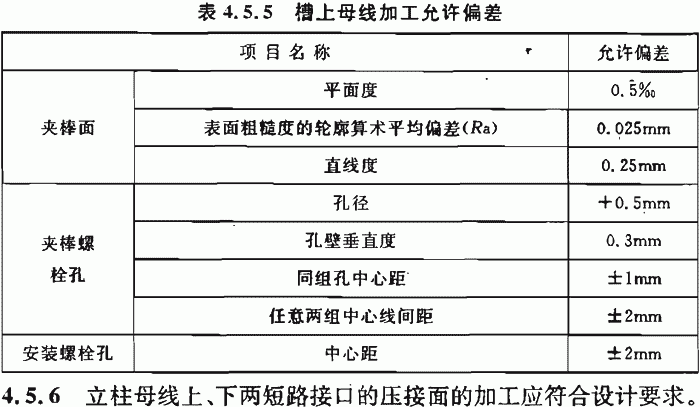 表 4.5.5 槽上母线加工允许偏差
项目名称 允许偏差
夹棒面
平面度 0.5‰
表面粗糙度的轮廓算术平均偏差(Ra) 0.025mm
直线度 0.25mm
夹棒螺
栓孔
孔径 +0.5mm
孔壁垂直度 0.3mm
同组孔中心距 ±1mm
任意两组中心线间距 ±2mm
安装螺栓孔 中心距 ±2mm
4.5.6 立柱母线上、下两短路接口的压接面的加工应符合设计要求。